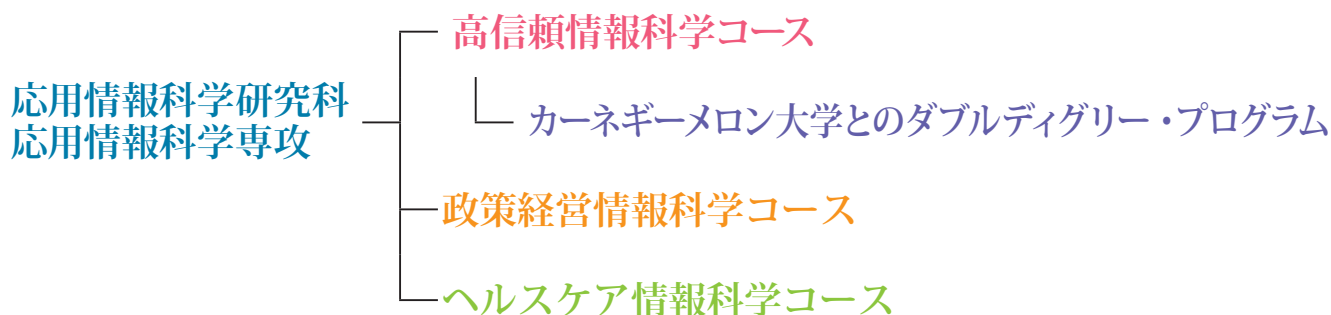 高信頼情報科学コース
応用情報科学研究科
応用情報科学専攻
カーネギーメロン大学とのダブルディグリー・プログラム
政策経営情報科学コース
ヘルスケア情報科学コース